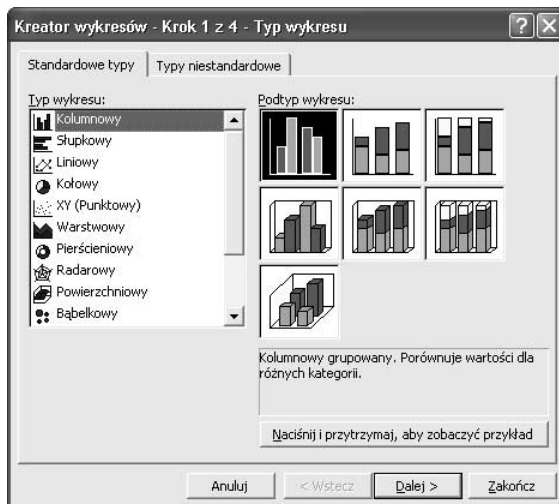 Kreator wykresów - Krok 1 z 4 - Typ wykresu
Standardowe typy Typy niestandardowe
Typ wykresu:
Kolumnowy
Słupkowy
Liniowy
Kołowy
XY (Punktowy)
Warstwowy
Pierścieniowy
Radarowy
Powierzchniowy
Bąbelkowy
Podtyp wykresu:
Kolumnowy grupowany. Porównuje wartości dla
różnych kategorii.
Naciśnij i przytrzymaj, aby zobaczyć przykład
Anuluj < Wstecz Dalej > Zakończ